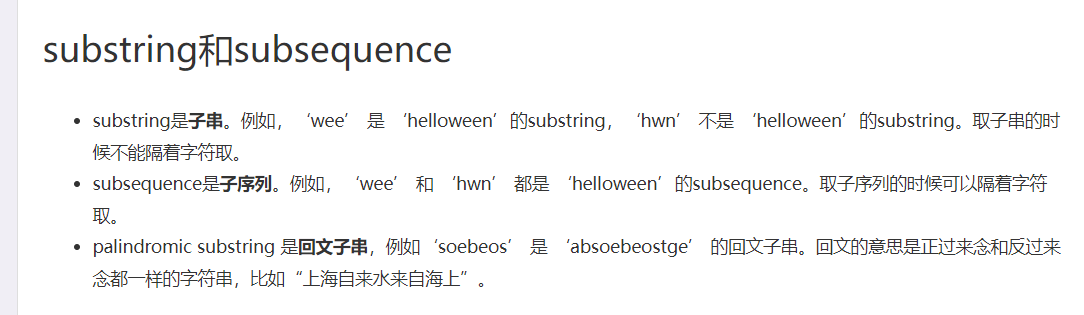 substring和subsequence
substring是子串。例如，‘wee’ 是 ‘helloween’的substring，‘hwn’ 不是 ‘helloween’的substring。取子串的时
候不能隔着字符取。
subsequence是子序列。例如，‘wee’ 和 ‘hwn’ 都是 ‘helloween’的subsequence。取子序列的时候可以隔着字符
取。
palindromic substring 是回文子串，例如‘soebeos’ 是 ‘absoebeostge’ 的回文子串。回文的意思是正过来念和反过来
念都一样的字符串，比如“上海自来水来自海上”。